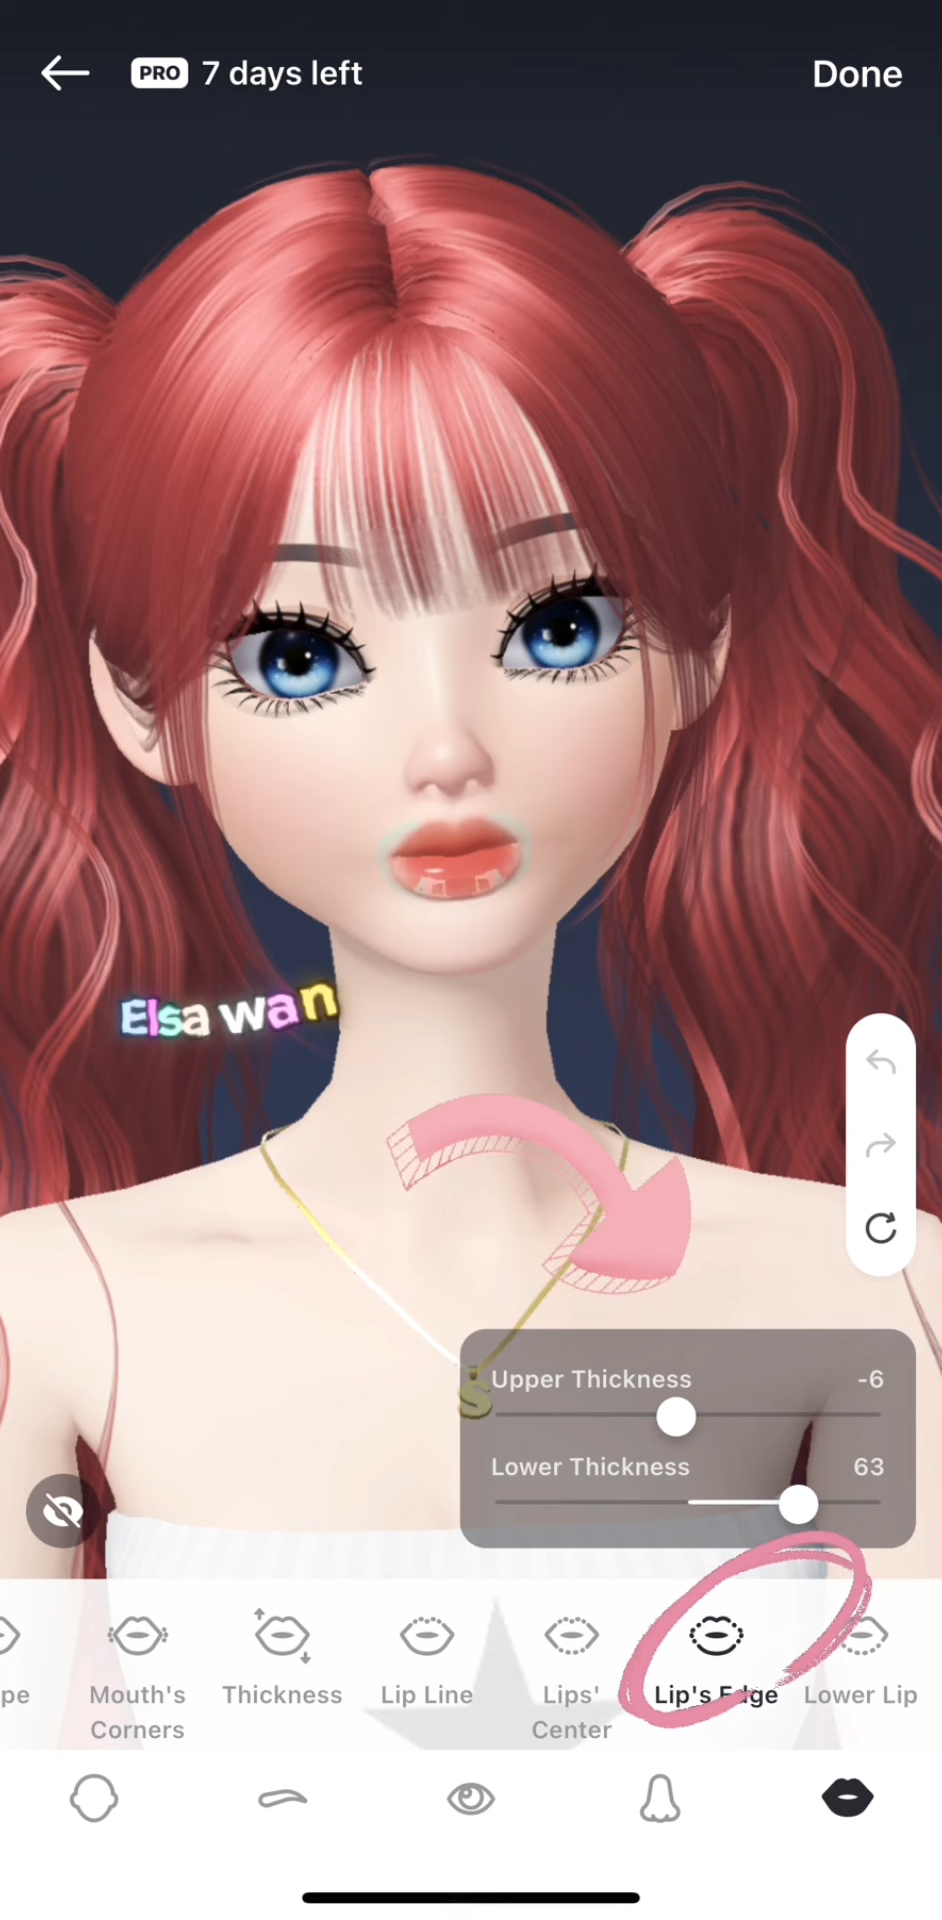 PRO 7 days left
Done
Elsa wan
S
Upper Thickness -6
Lower Thickness 63
pe
Mouth's
Corners
Thickness
Lip Line
Lips'
Center
Lip's Edge
Lower Lip